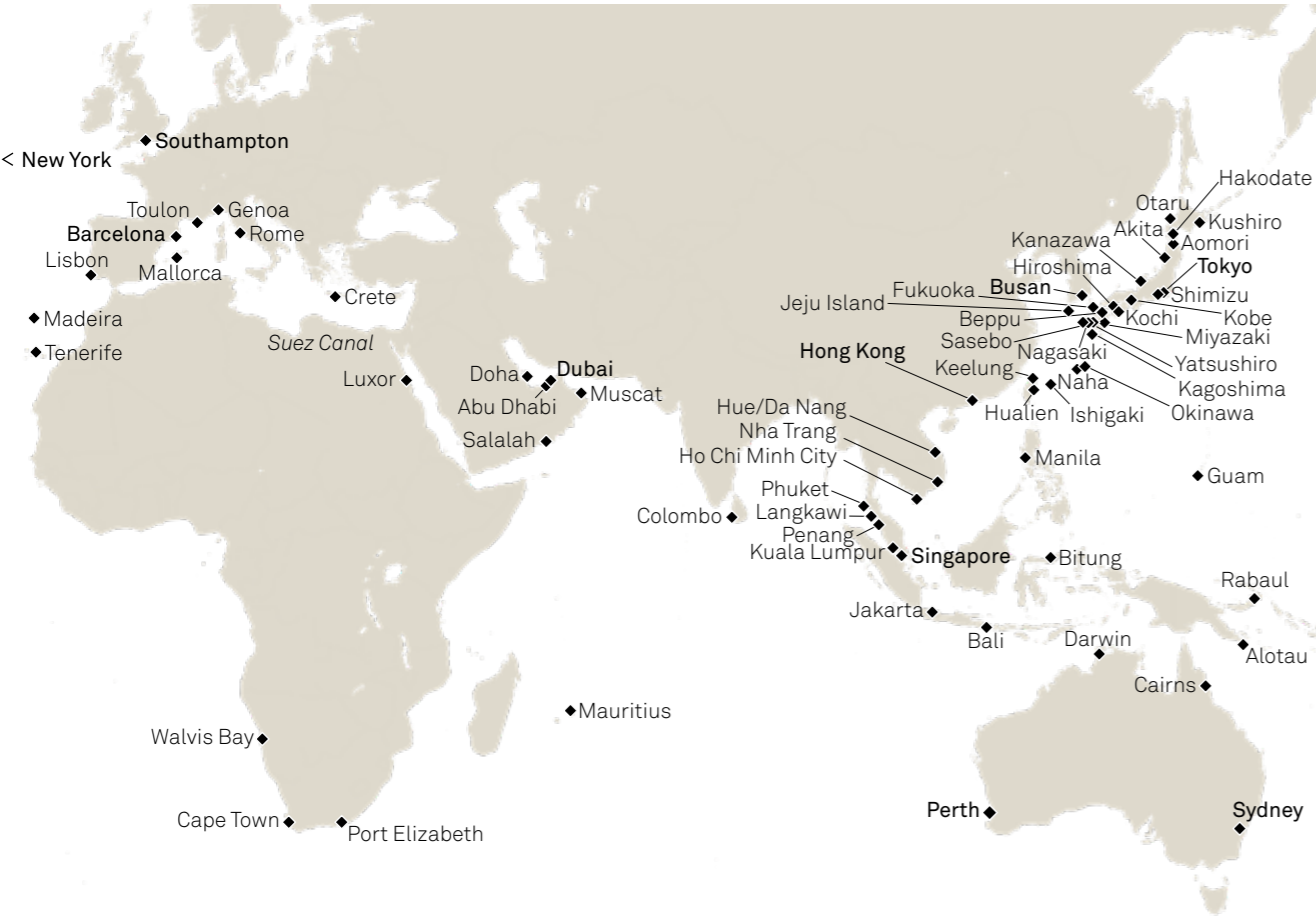 Southampton
< New York
Toulon
Genoa
Barcelona
Rome
Lisbon
Mallorca
Crete
Madeira
Suez Canal
Tenerife
Luxor
Doha
Dubai
Abu Dhabi
Muscat
Salalah
Hakodate
Otaru
Kushiro
Akita
Kanazawa
Aomori
Hiroshima
Tokyo
Busan
Fukuoka
Shimizu
Jeju Island
Beppu
Kochi
Kobe
Sasebo
Miyazaki
Hong Kong
Nagasaki
Yatsushiro
Keelung
Naha
Kagoshima
Hualien
Ishigaki
Okinawa
Hue/Da Nang
Nha Trang
Ho Chi Minh City
Manila
Guam
Phuket
Langkawi
Colombo
Penang
Kuala Lumpur
Singapore
Bitung
Rabaul
Jakarta
Bali
Darwin
Alotau
Cairns
Mauritius
Walvis Bay
Cape Town
Port Elizabeth
Perth
Sydney